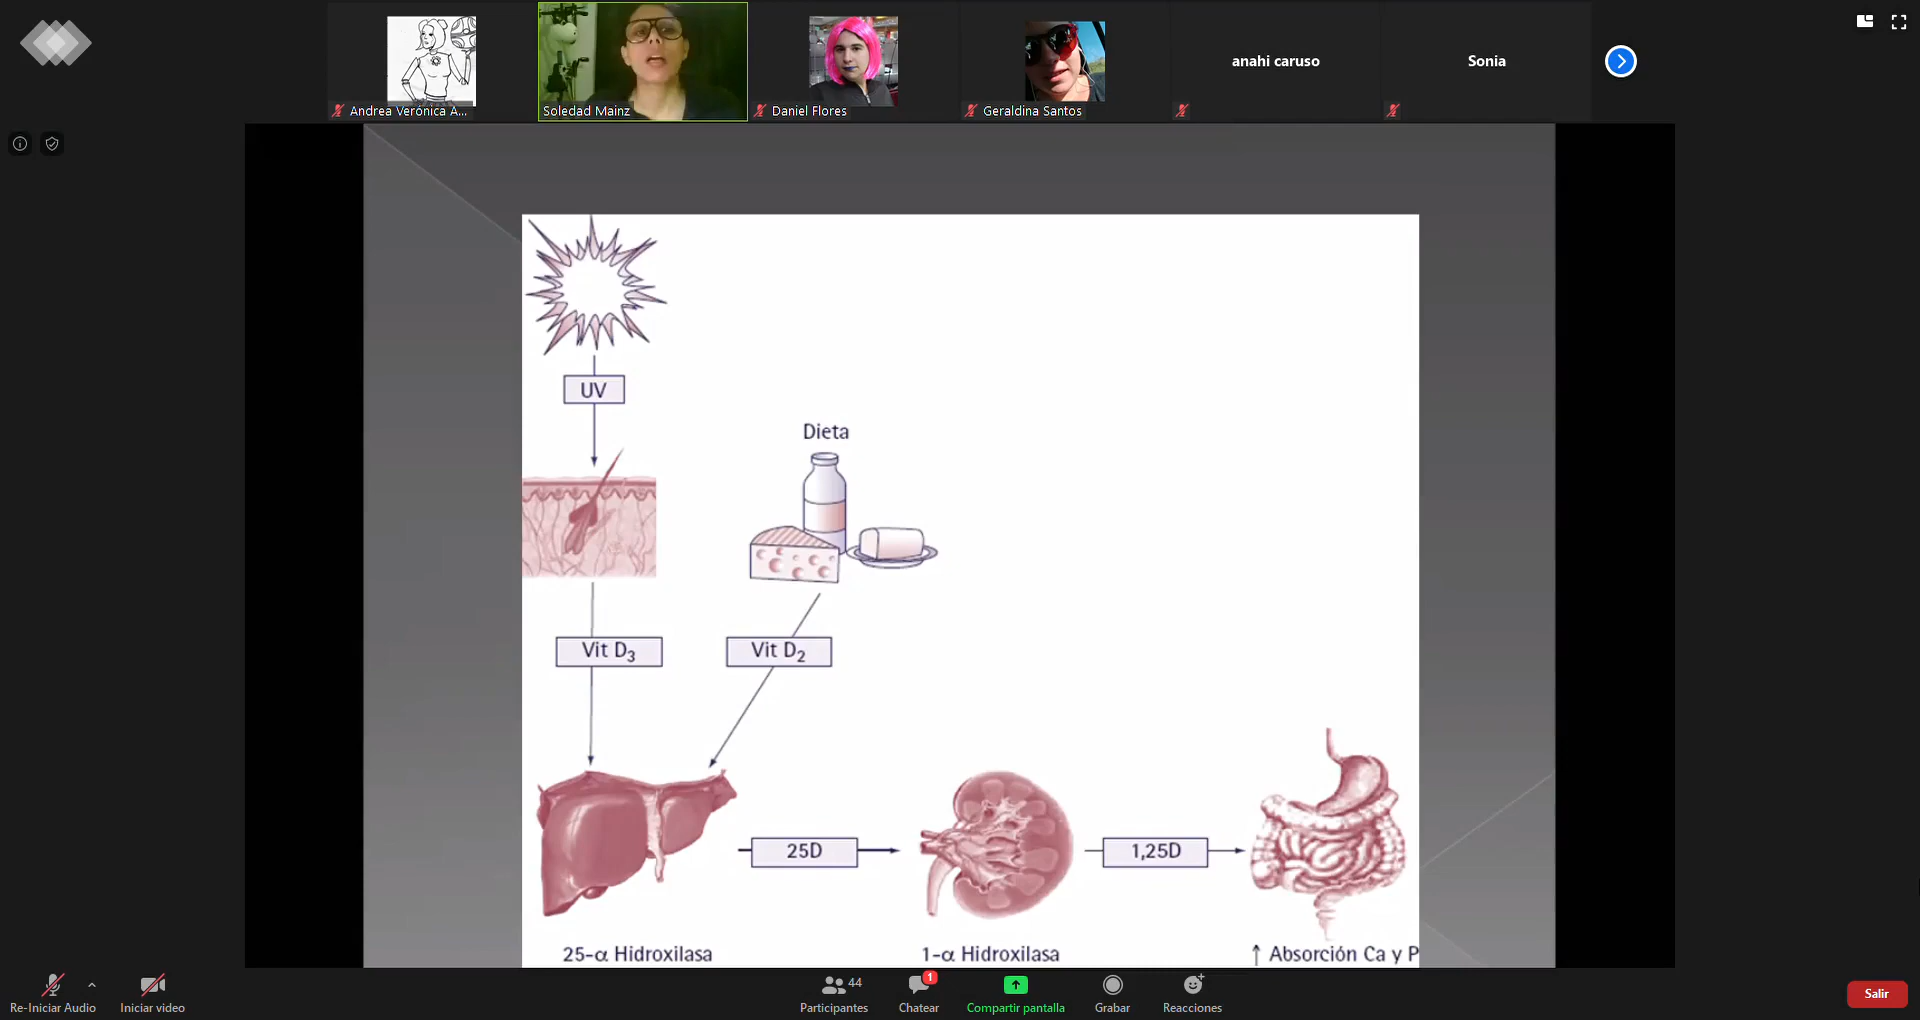 anahi caruso
Sonia
Andrea Verónica A...
Soledad Mainz
Daniel Flores
Geraldina Santos
UV
Dieta
Vit D3
Vit D2
25D
1,25D
25-α Hidroxilasa
1-α Hidroxilasa
↑ Absorción Ca y P
Re-Iniciar Audio
Iniciar video
44
Participantes
1
Chatear
Compartir pantalla
Grabar
Reacciones
Salir